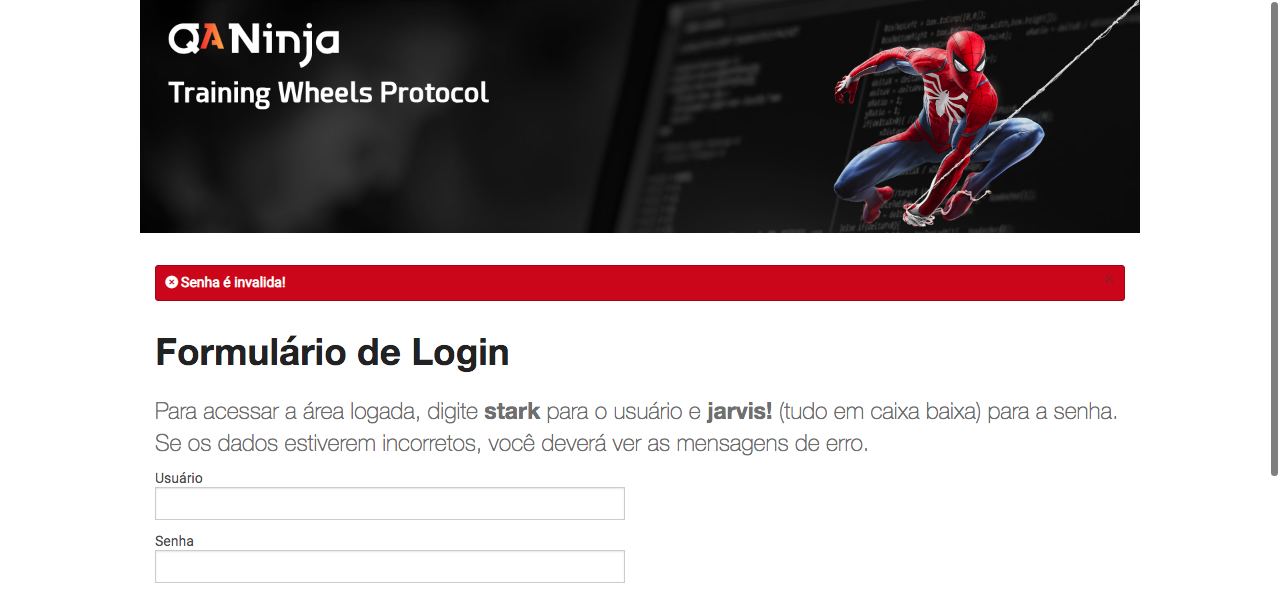 QANinja
Training Wheels Protocol
Senha é invalida!
×
Formulário de Login
Para acessar a área logada, digite stark para o usuário e jarvis! (tudo em caixa baixa) para a senha.
Se os dados estiverem incorretos, você deverá ver as mensagens de erro.
Usuário
Senha